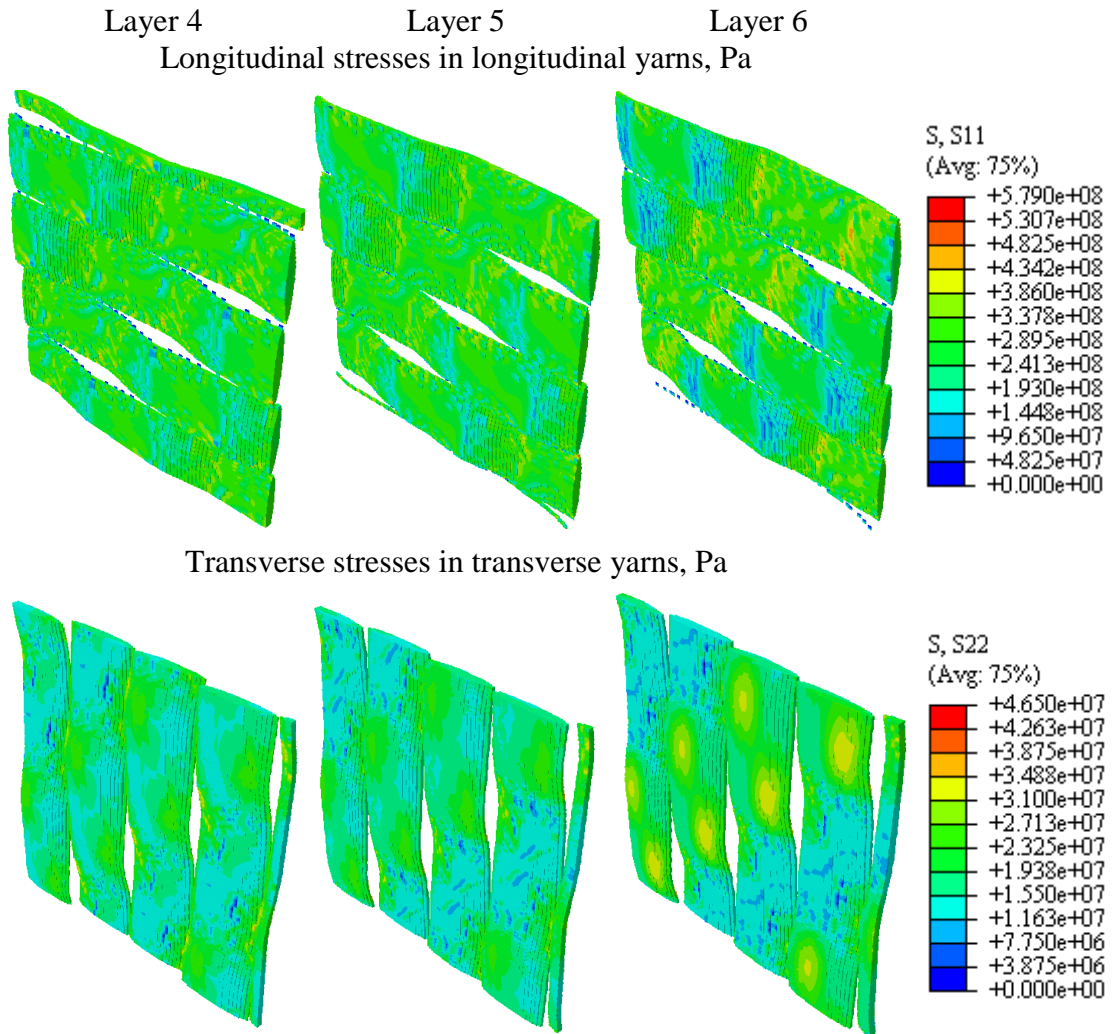 Layer 4 Layer 5 Layer 6
Longitudinal stresses in longitudinal yarns, Pa
S, S11
(Avg: 75%)
+5.790e+08
+5.307e+08
+4.825e+08
+4.342e+08
+3.860e+08
+3.378e+08
+2.895e+08
+2.413e+08
+1.930e+08
+1.448e+08
+9.650e+07
+4.825e+07
+0.000e+00
Transverse stresses in transverse yarns, Pa
S, S22
(Avg: 75%)
+4.650e+07
+4.263e+07
+3.875e+07
+3.488e+07
+3.100e+07
+2.713e+07
+2.325e+07
+1.938e+07
+1.550e+07
+1.163e+07
+7.750e+06
+3.875e+06
+0.000e+00